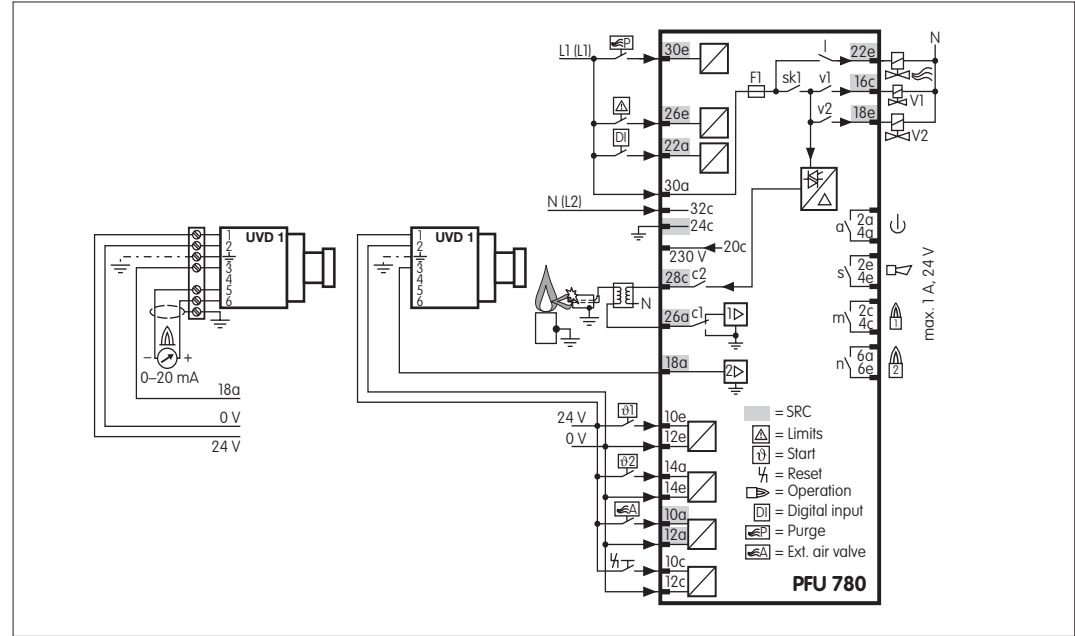 L1 (L1)
P
30e
F1
sk1
I
22e
N
v1
16c
V1
v2
18e
V2
26e
DI
22a
30a
N (L2)
32c
24c
20c
230 V
28c
c2
N
26a
c1
1
18a
2
a
2a
4a
s
2e
4e
m
2c
4c
1
n
6a
6e
2
max. 1 A, 24 V
UVD 1
1
2
3
4
5
6
– +
0–20 mA
18a
0 V
24 V
UVD 1
1
2
3
4
5
6
24 V
0 V
ϑ1
10e
12e
ϑ2
14a
14e
A
10a
12a
10c
12c
= SRC
= Limits
ϑ = Start
= Reset
= Operation
DI = Digital input
P = Purge
A = Ext. air valve
PFU 780